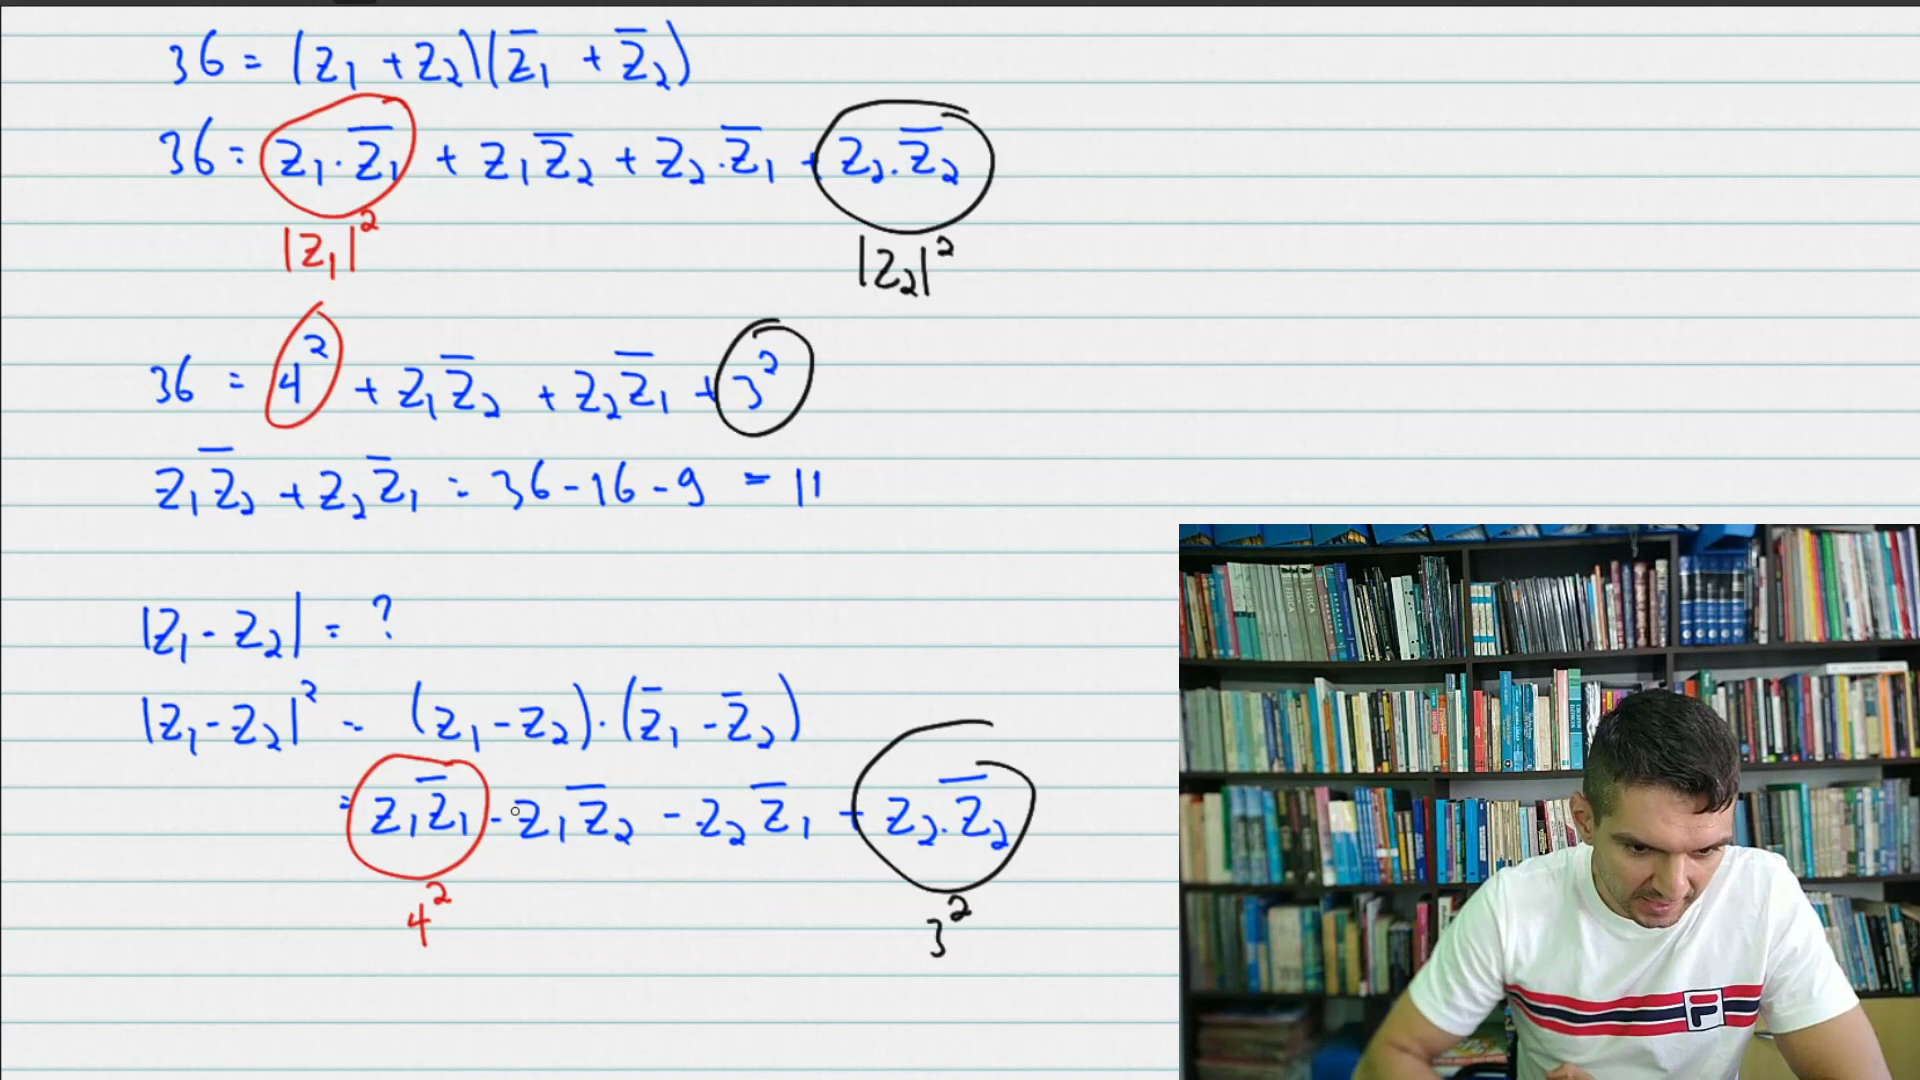 36 = (z₁ + z₂)(z̅₁ + z̅₂)
36 = z₁·z̅₁ + z₁z̅₂ + z₂·z̅₁ + z₂·z̅₂
|z₁|² |z₂|²
36 = 4² + z₁z̅₂ + z₂z̅₁ + 3²
z₁z̅₂ + z₂z̅₁ = 36 - 16 - 9 = 11
|z₁ - z₂| = ?
|z₁ - z₂|² = (z₁ - z₂)·(z̅₁ - z̅₂)
= z₁z̅₁ - z₁z̅₂ - z₂z̅₁ + z₂·z̅₂
4² 3²
F